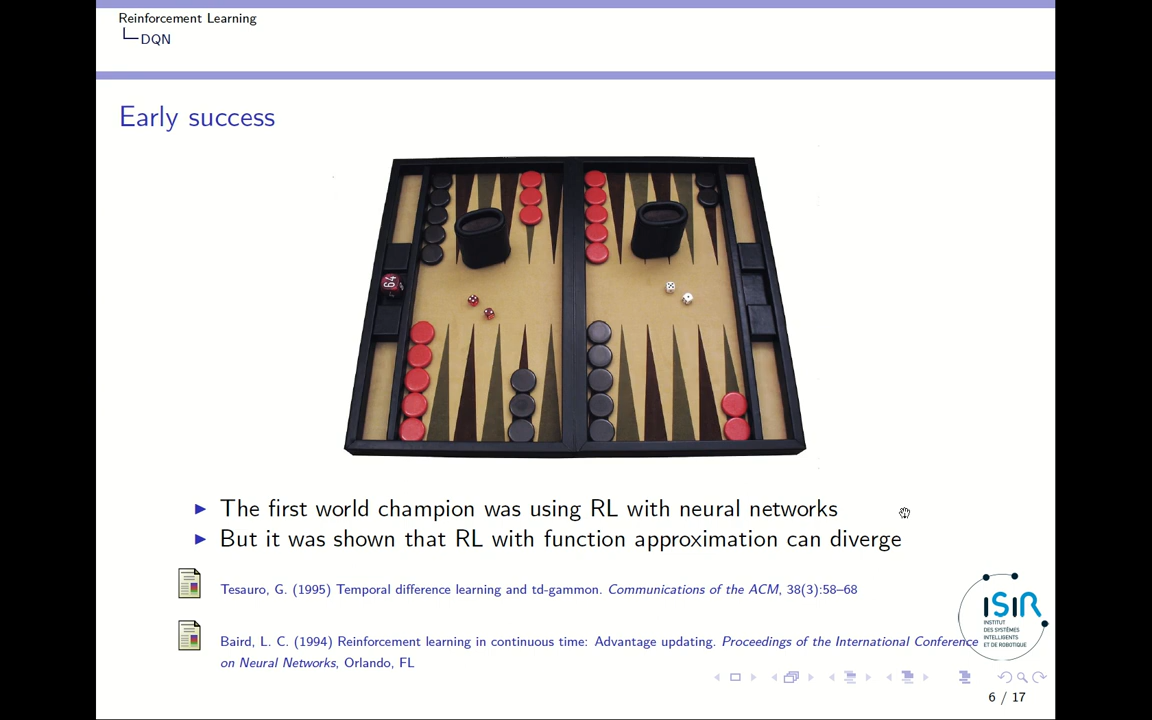 Reinforcement Learning
DQN
Early success
64
The first world champion was using RL with neural networks
But it was shown that RL with function approximation can diverge
Tesauro, G. (1995) Temporal difference learning and td-gammon. Communications of the ACM, 38(3):58–68
Baird, L. C. (1994) Reinforcement learning in continuous time: Advantage updating. Proceedings of the International Conference
on Neural Networks, Orlando, FL
ISIR
INSTITUT
DES SYSTÈMES
INTELLIGENTS
ET DE ROBOTIQUE
6 / 17